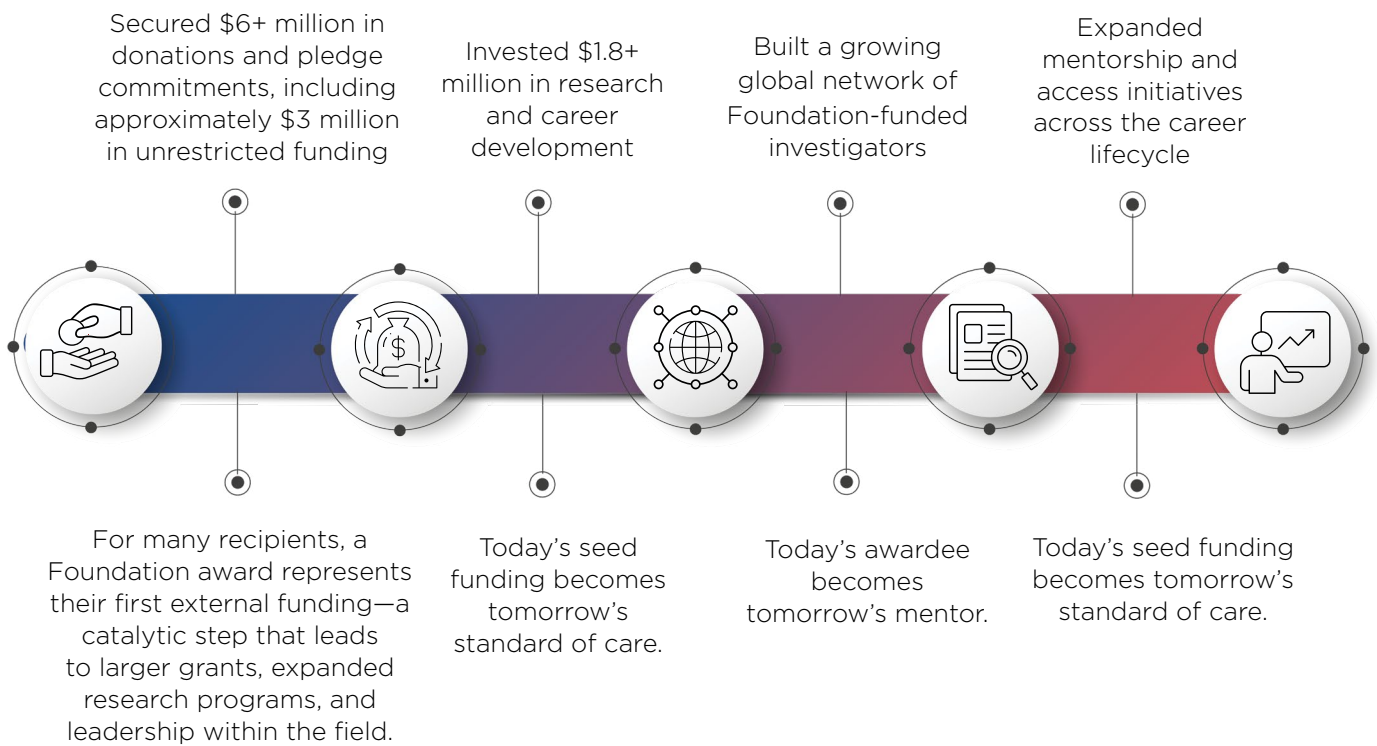 Secured $6+ million in
donations and pledge
commitments, including
approximately $3 million
in unrestricted funding
Invested $1.8+
million in research
and career
development
Built a growing
global network of
Foundation-funded
investigators
Expanded
mentorship and
access initiatives
across the career
lifecycle
$
For many recipients, a
Foundation award represents
their first external funding—a
catalytic step that leads
to larger grants, expanded
research programs, and
leadership within the field.
Today’s seed
funding becomes
tomorrow’s
standard of care.
Today’s awardee
becomes
tomorrow’s mentor.
Today’s seed funding
becomes tomorrow’s
standard of care.